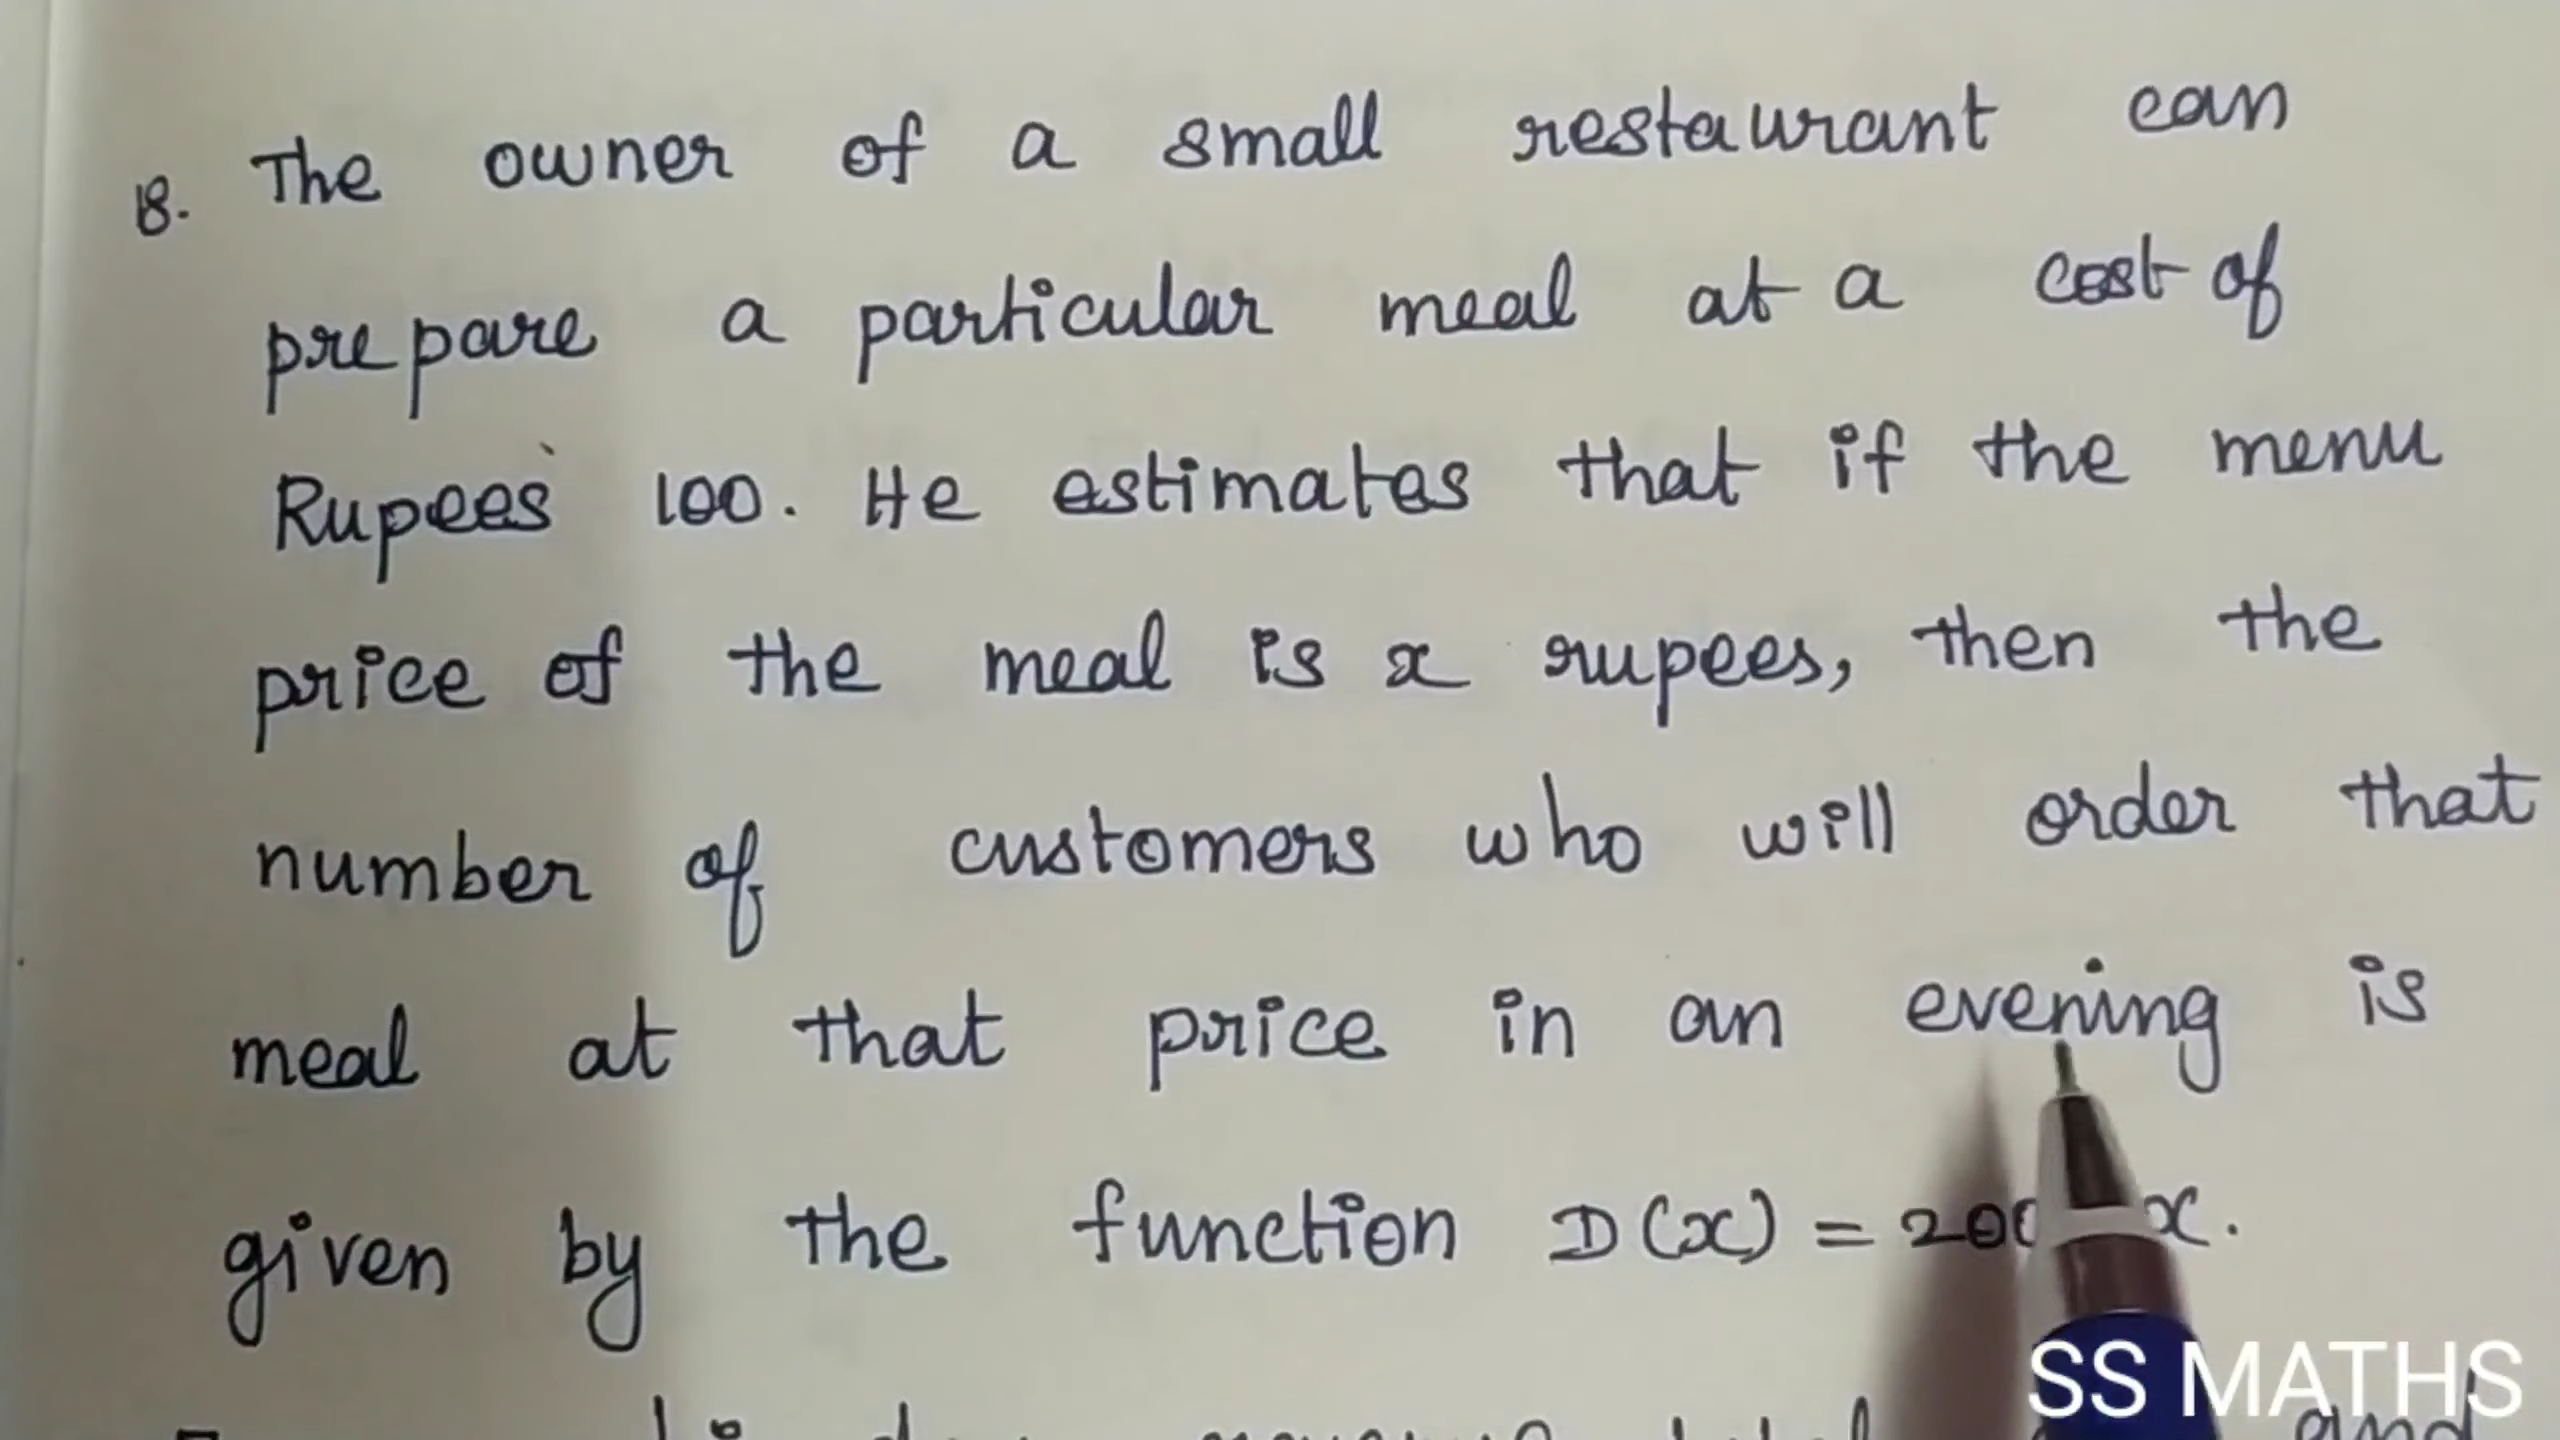 8. The owner of a small restaurant can
prepare a particular meal at a cost of
Rupees 100. He estimates that if the menu
price of the meal is x rupees, then the
number of customers who will order that
meal at that price in an evening is
given by the function D(x) = 200 x.
SS MATHS